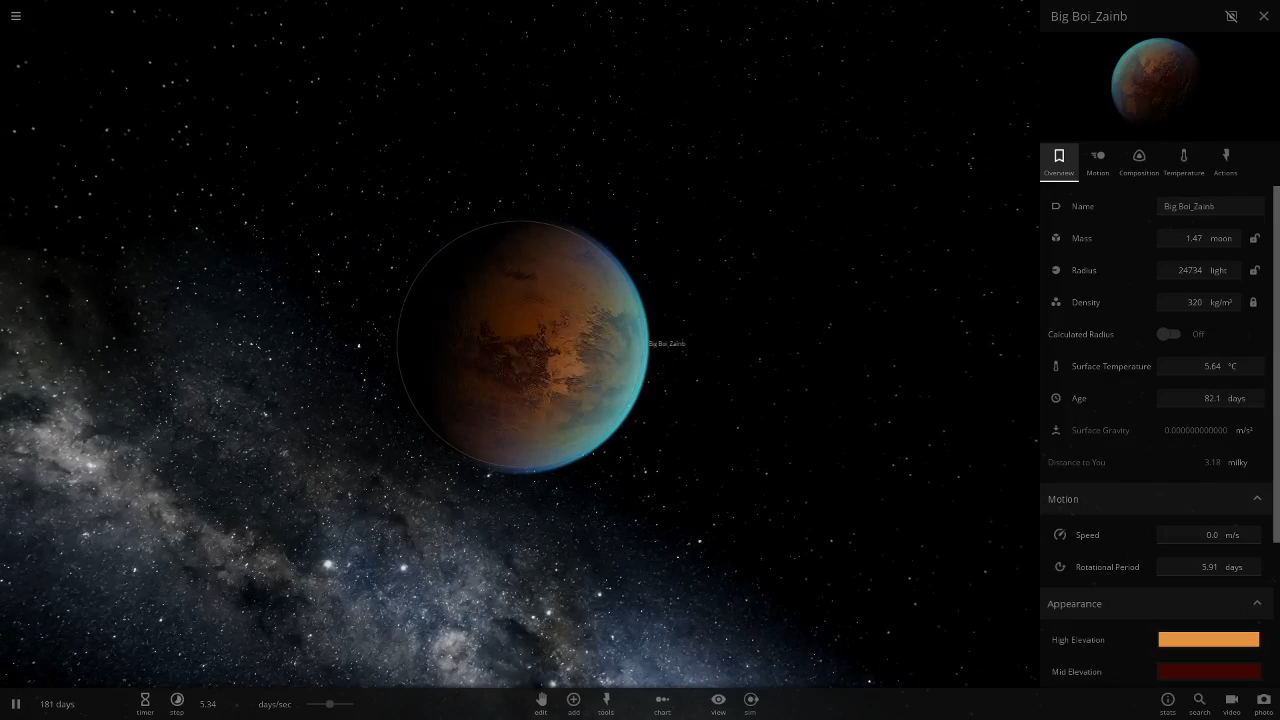 Big Boi_Zainb
Overview
Motion
Composition
Temperature
Actions
Name Big Boi_Zainb
Mass 1.47 moon
Radius 24734 light
Density 320 kg/m³
Calculated Radius Off
Surface Temperature 5.64 °C
Age 82.1 days
Surface Gravity 0.000000000000 m/s²
Distance to You 3.18 milky
Motion
Speed 0.0 m/s
Rotational Period 5.91 days
Appearance
High Elevation
Mid Elevation
Big Boi_Zainb
181 days
timer
step
5.34 days/sec
edit
add
tools
chart
view
sim
stats
search
video
photo